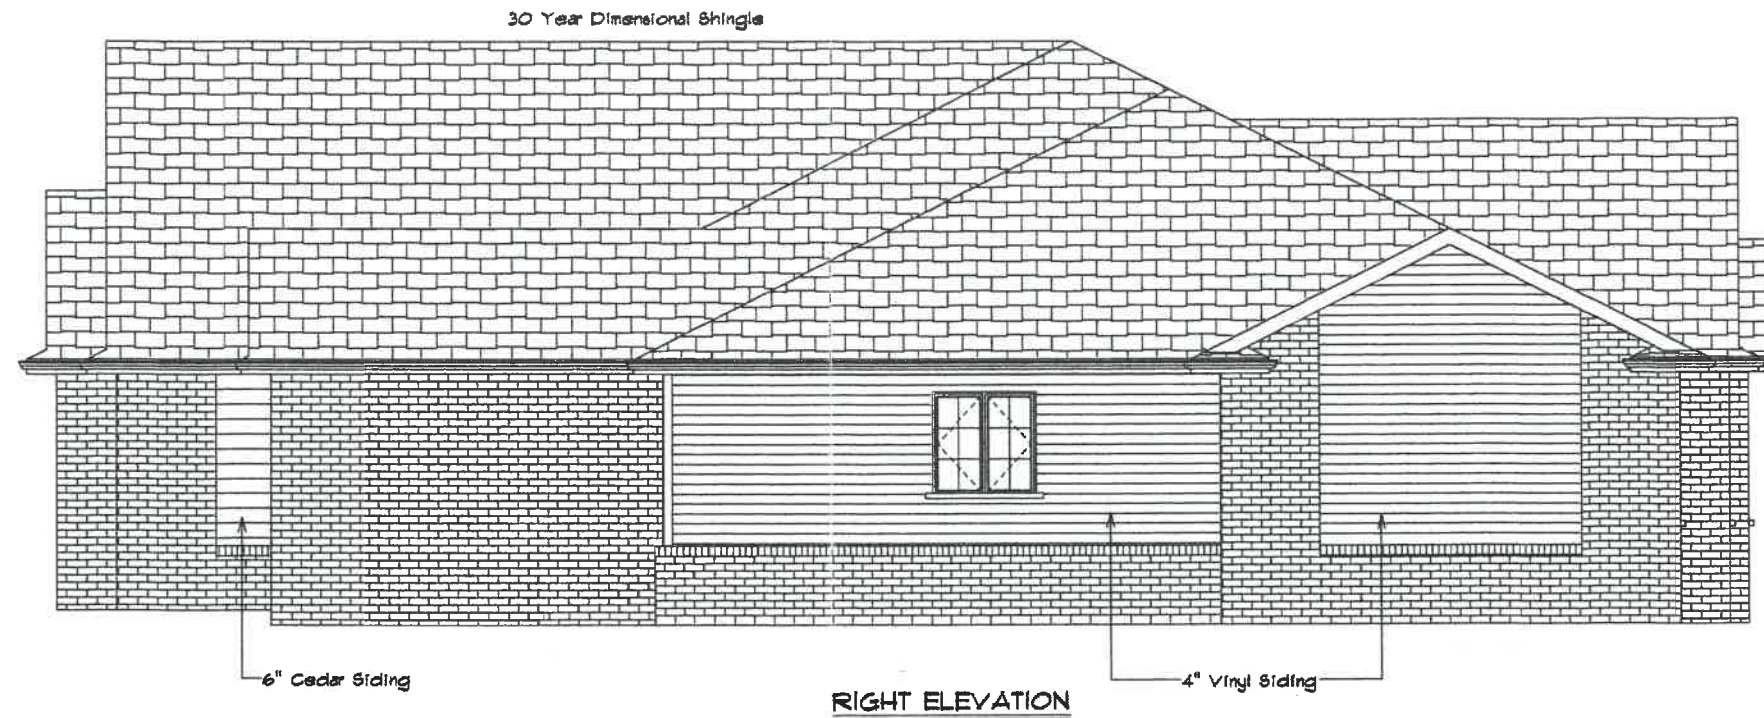 30 Year Dimensional Shingle
6" Cedar Siding
4" Vinyl Siding
RIGHT ELEVATION